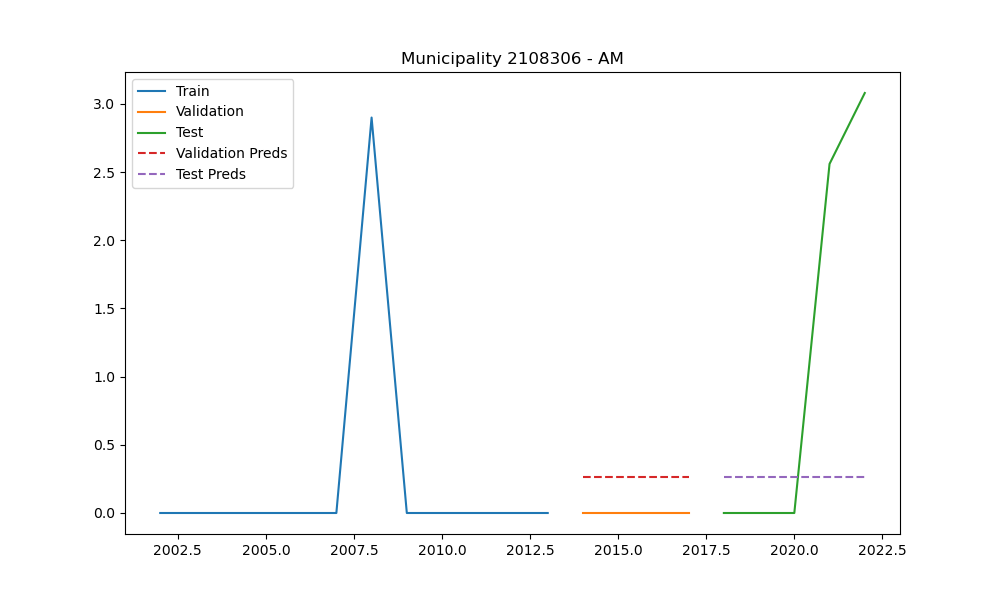 Municipality 2108306 - AM
Train
Validation
Test
Validation Preds
Test Preds
3.0
2.5
2.0
1.5
1.0
0.5
0.0
2002.5 2005.0 2007.5 2010.0 2012.5 2015.0 2017.5 2020.0 2022.5